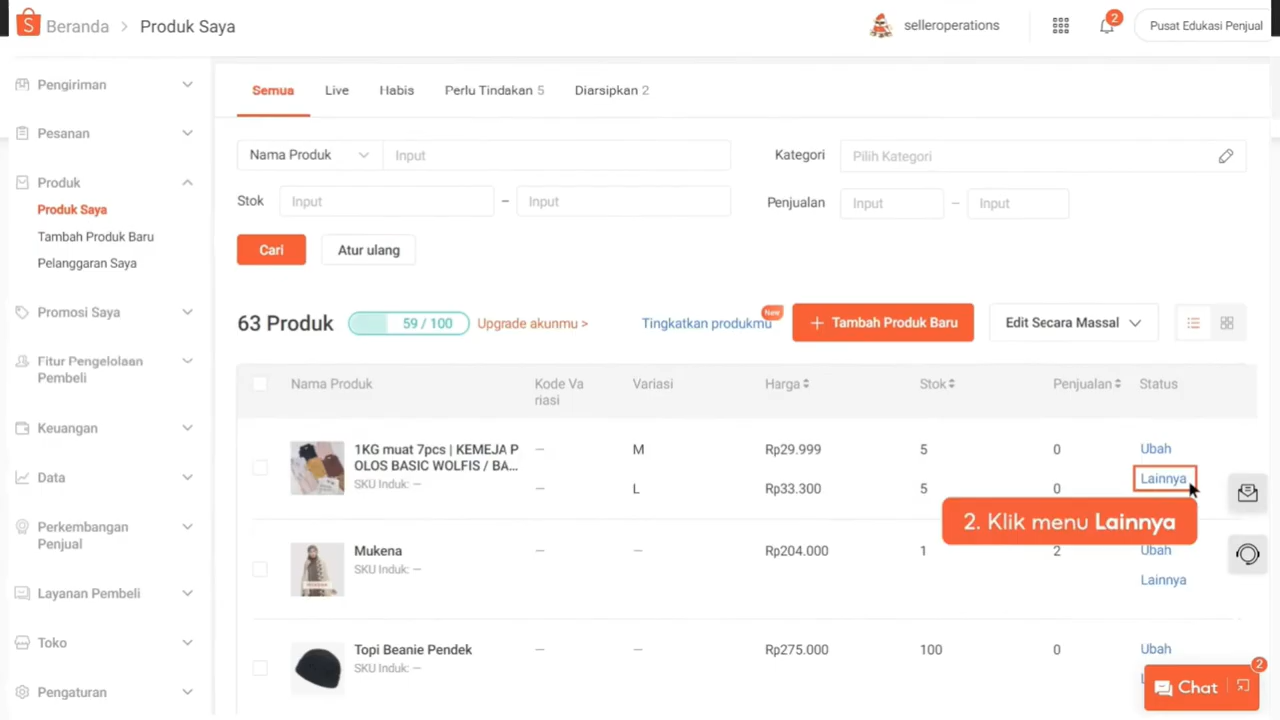 Beranda > Produk Saya
selleroperations
2
Pusat Edukasi Penjual
Pengiriman
Pesanan
Produk
Produk Saya
Tambah Produk Baru
Pelanggaran Saya
Promosi Saya
Fitur Pengelolaan
Pembeli
Keuangan
Data
Perkembangan
Penjual
Layanan Pembeli
Toko
Pengaturan
Semua Live Habis Perlu Tindakan 5 Diarsipkan 2
Nama Produk Input Kategori Pilih Kategori
Stok Input – Input Penjualan Input – Input
Cari Atur ulang
63 Produk 59 / 100 Upgrade akunmu > Tingkatkan produkmu New + Tambah Produk Baru Edit Secara Massal
Nama Produk Kode Va Variasi Harga Stok Penjualan Status
riasi
1KG muat 7pcs | KEMEJA P — M Rp29.999 5 0 Ubah
OLOS BASIC WOLFIS / BA...
SKU Induk: — Lainnya
— L Rp33.300 5 0
2. Klik menu Lainnya
Mukena — — Rp204.000 1 2 Ubah
SKU Induk: — Lainnya
Topi Beanie Pendek — — Rp275.000 100 0 Ubah
SKU Induk: —
Chat 2